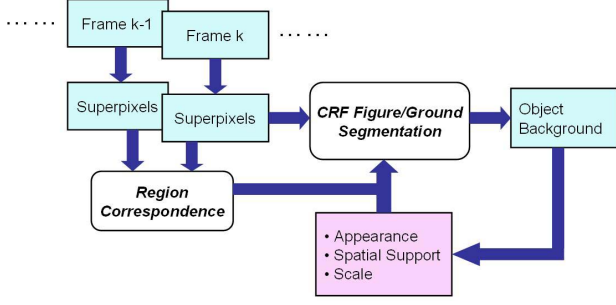 ...... Frame k-1
Frame k ......
Superpixels
Superpixels
CRF Figure/Ground
Segmentation
Object
Background
Region
Correspondence
• Appearance
• Spatial Support
• Scale